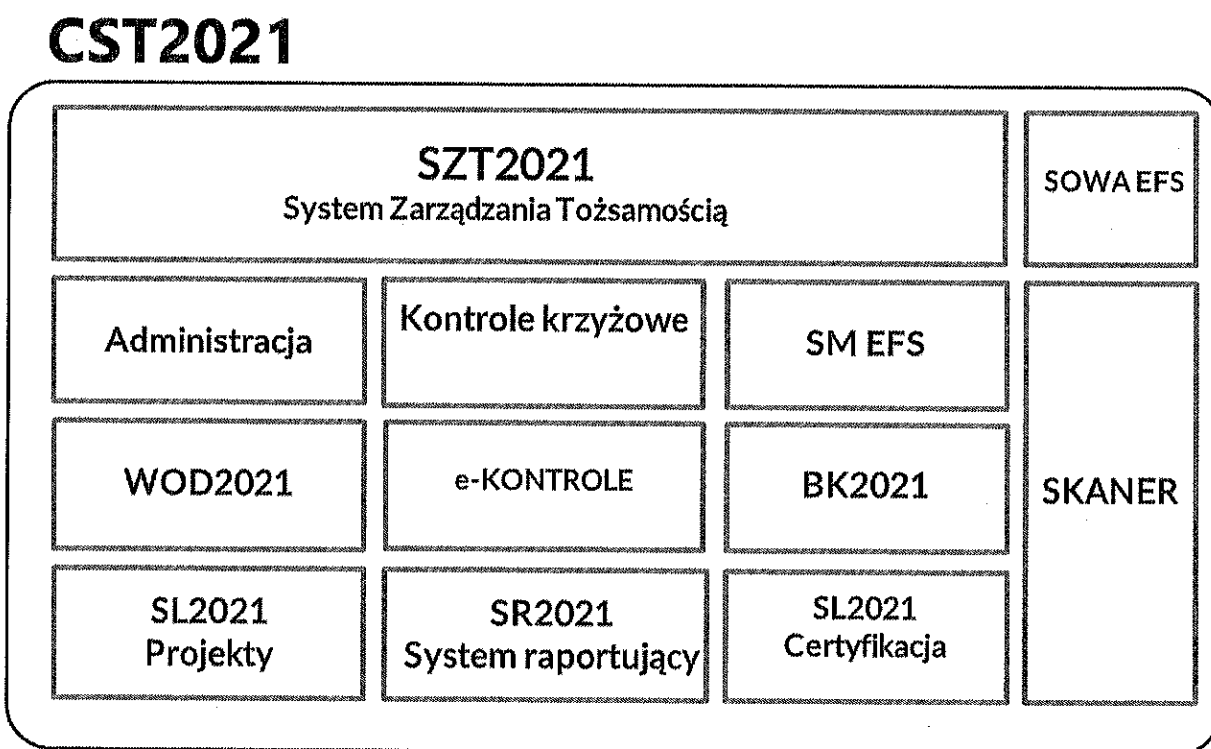 CST2021
SZT2021
System Zarządzania Tożsamością
SOWA EFS
Administracja
Kontrole krzyżowe
SM EFS
WOD2021
e-KONTROLE
BK2021
SKANER
SL2021
Projekty
SR2021
System raportujący
SL2021
Certyfikacja